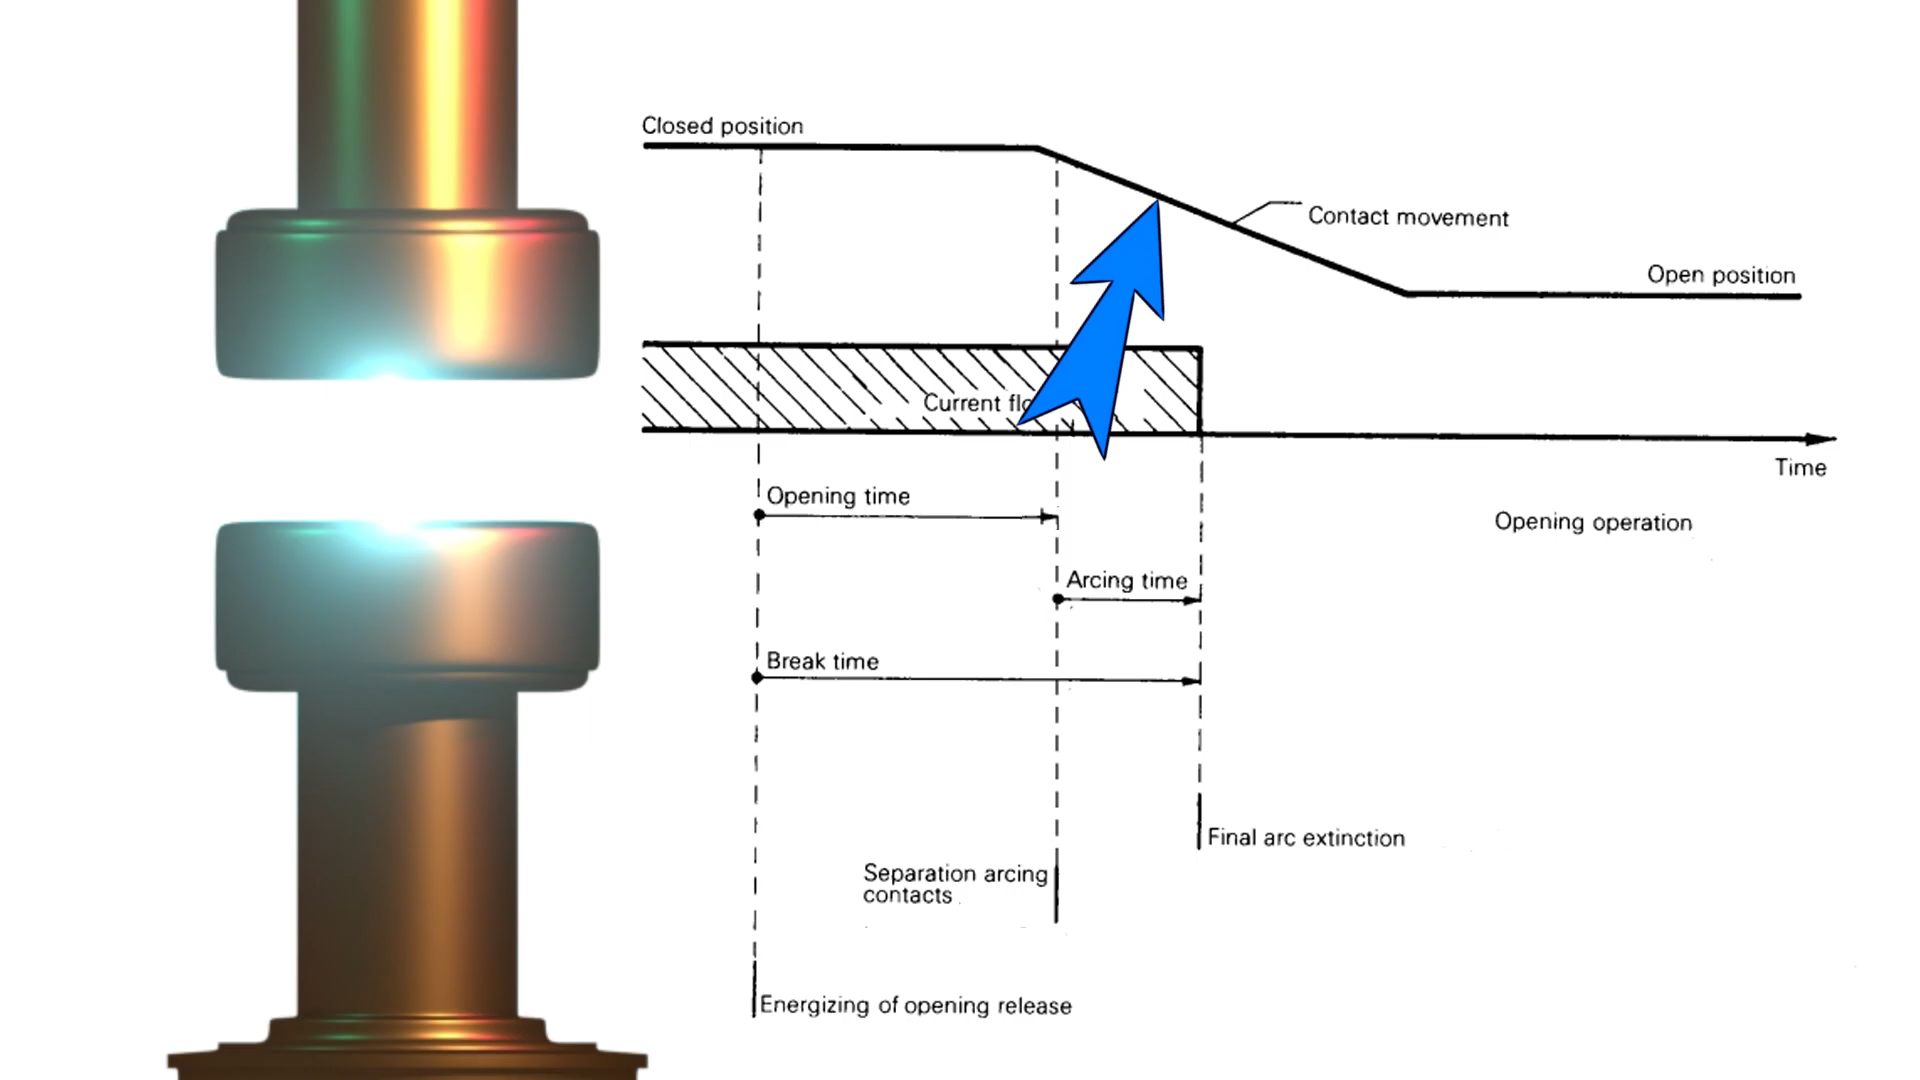 Closed position
Contact movement
Open position
Current
Time
Opening time
Opening operation
Arcing time
Break time
Final arc extinction
Separation arcing
contacts
Energizing of opening release